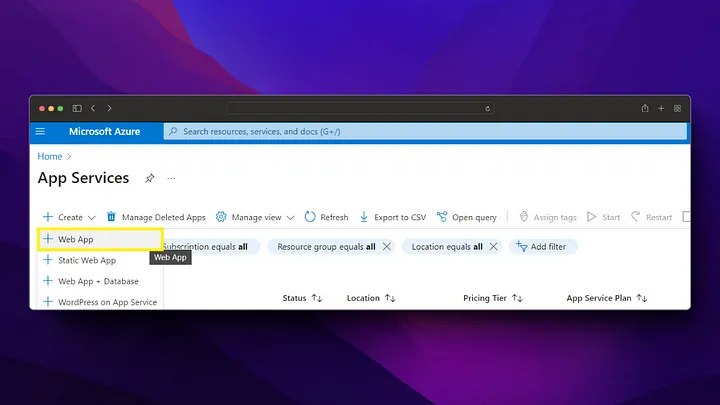 Microsoft Azure
Search resources, services, and docs (G+/)
Home
App Services
Create Manage Deleted Apps Manage view Refresh Export to CSV Open query Assign tags Start Restart
Web App
Subscription equals all Resource group equals all Location equals all Add filter
Web App
Static Web App
Web App + Database
Status Location Pricing Tier App Service Plan
WordPress on App Service